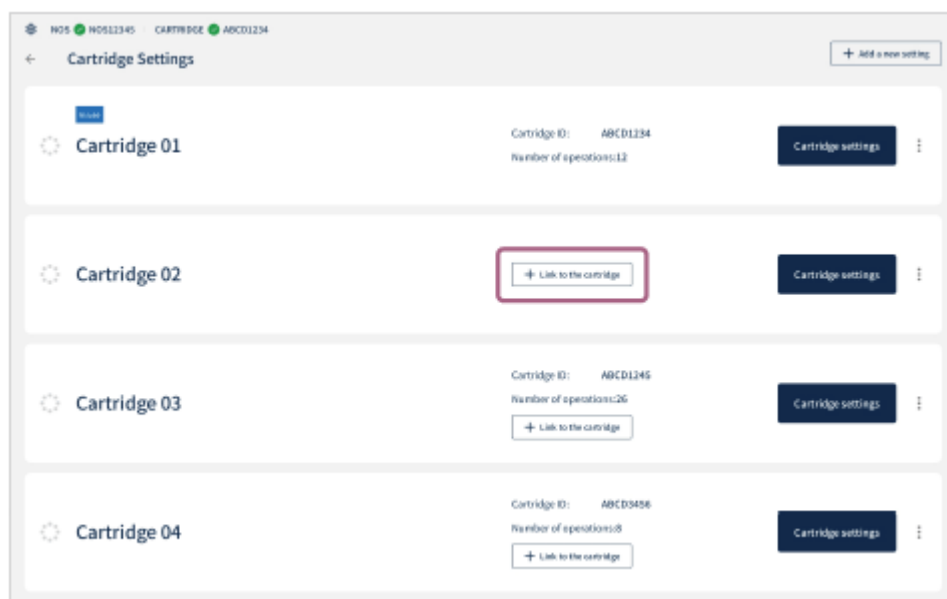 NOS NOS12345 CARTRIDGE ABCD1234
Cartridge Settings
+ Add a new setting
Cartridge 01
Cartridge ID: ABCD1234
Number of operations:12
Cartridge settings
Cartridge 02
+ Link to the cartridge
Cartridge settings
Cartridge 03
Cartridge ID: ABCD1245
Number of operations:26
+ Link to the cartridge
Cartridge settings
Cartridge 04
Cartridge ID: ABCD3456
Number of operations:8
+ Link to the cartridge
Cartridge settings